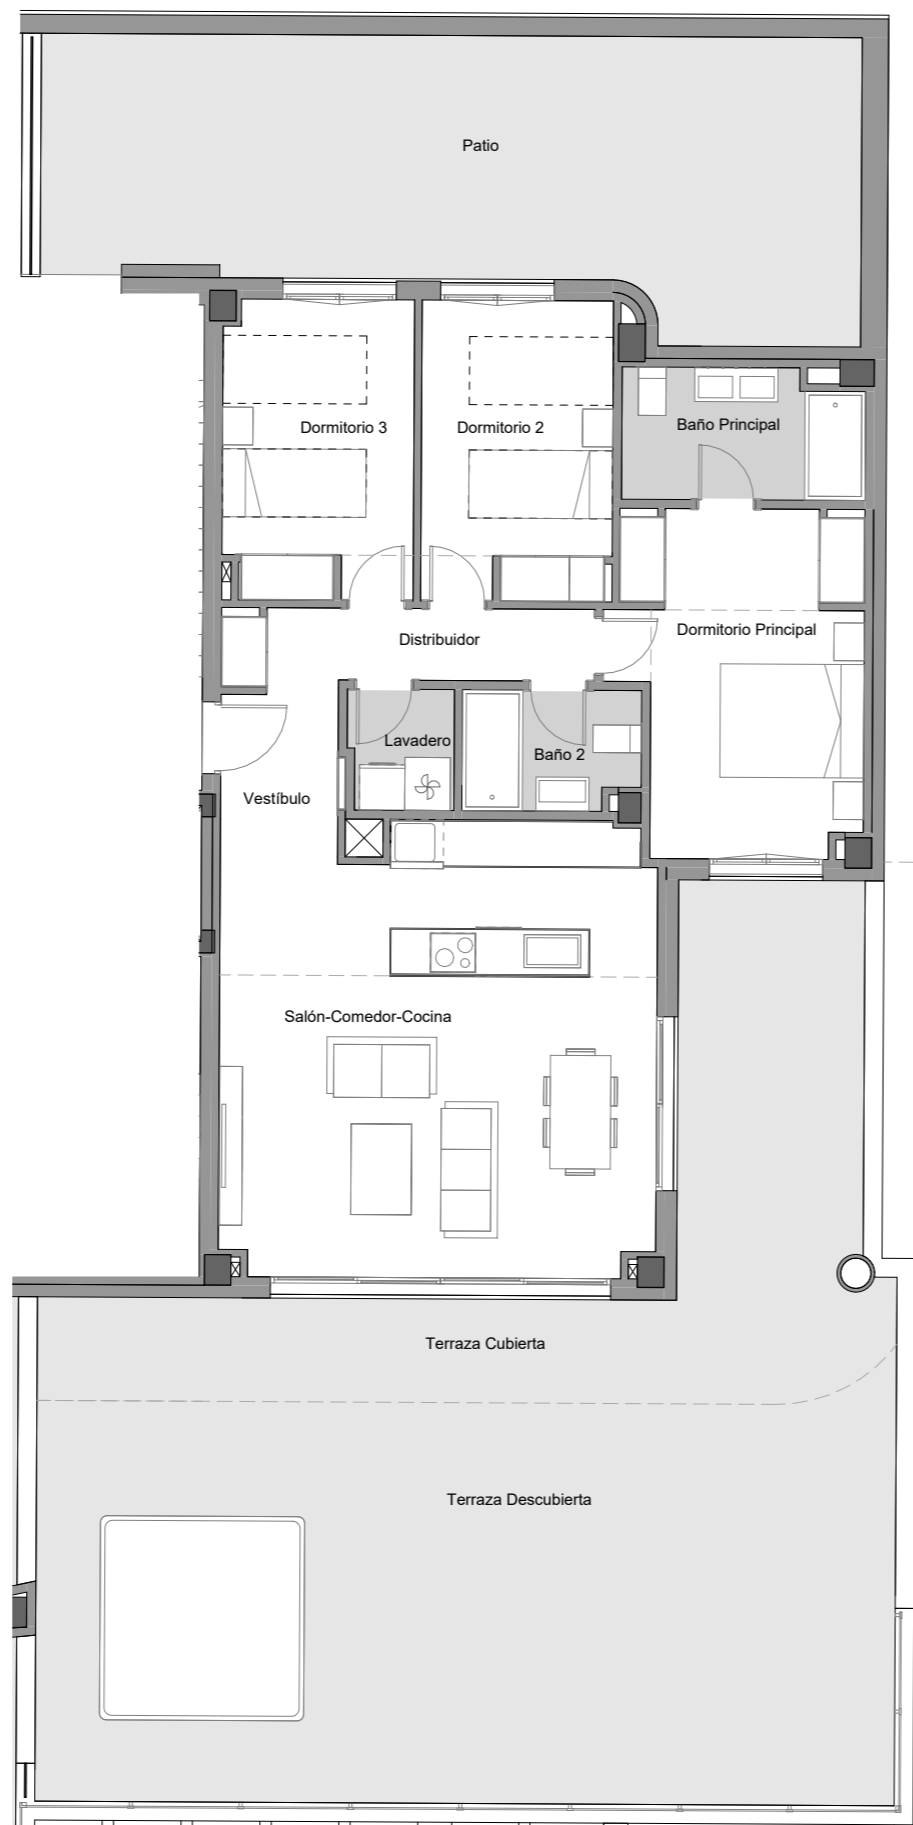 Patio
Dormitorio 3
Dormitorio 2
Baño Principal
Distribuidor
Dormitorio Principal
Lavadero
Baño 2
Vestíbulo
Salón-Comedor-Cocina
Terraza Cubierta
Terraza Descubierta